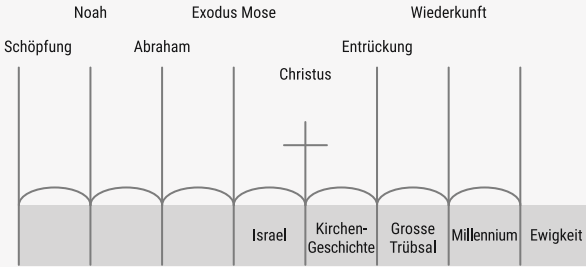 Noah Exodus Mose Wiederkunft
Schöpfung Abraham Entrückung
Christus
Israel
Kirchen-
Geschichte
Grosse
Trübsal
Millennium
Ewigkeit